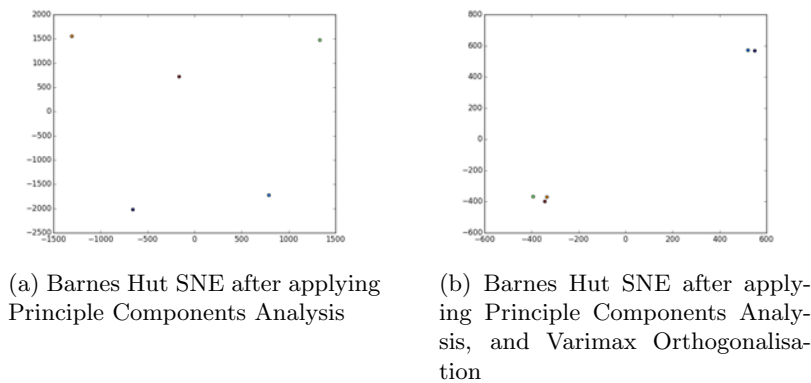 2000
1500
1000
500
0
−500
−1000
−1500
−2000
−2500
−1500 −1000 −500 0 500 1000 1500
800
600
400
200
0
−200
−400
−600
−600 −400 −200 0 200 400 600
(a) Barnes Hut SNE after applying
Principle Components Analysis
(b) Barnes Hut SNE after apply-
ing Principle Components Analy-
sis, and Varimax Orthogonalisa-
tion